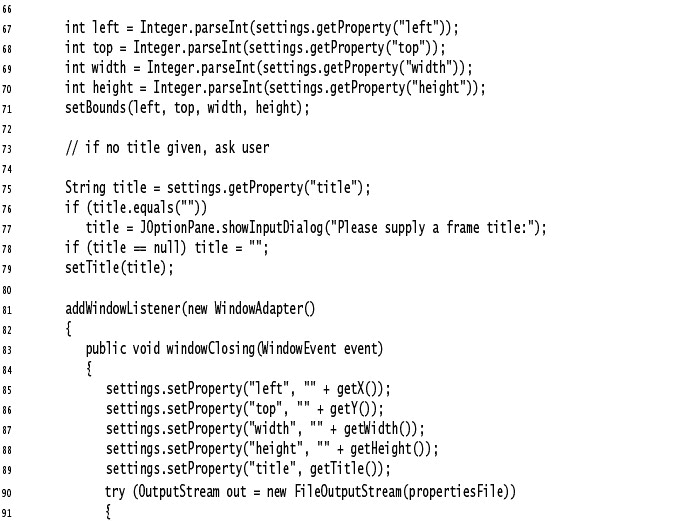 66
67 int left = Integer.parseInt(settings.getProperty("left"));
68 int top = Integer.parseInt(settings.getProperty("top"));
69 int width = Integer.parseInt(settings.getProperty("width"));
70 int height = Integer.parseInt(settings.getProperty("height"));
71 setBounds(left, top, width, height);
72
73 // if no title given, ask user
74
75 String title = settings.getProperty("title");
76 if (title.equals(""))
77 title = JOptionPane.showInputDialog("Please supply a frame title:");
78 if (title == null) title = "";
79 setTitle(title);
80
81 addWindowListener(new WindowAdapter()
82 {
83 public void windowClosing(WindowEvent event)
84 {
85 settings.setProperty("left", "" + getX());
86 settings.setProperty("top", "" + getY());
87 settings.setProperty("width", "" + getWidth());
88 settings.setProperty("height", "" + getHeight());
89 settings.setProperty("title", getTitle());
90 try (OutputStream out = new FileOutputStream(propertiesFile))
91 {